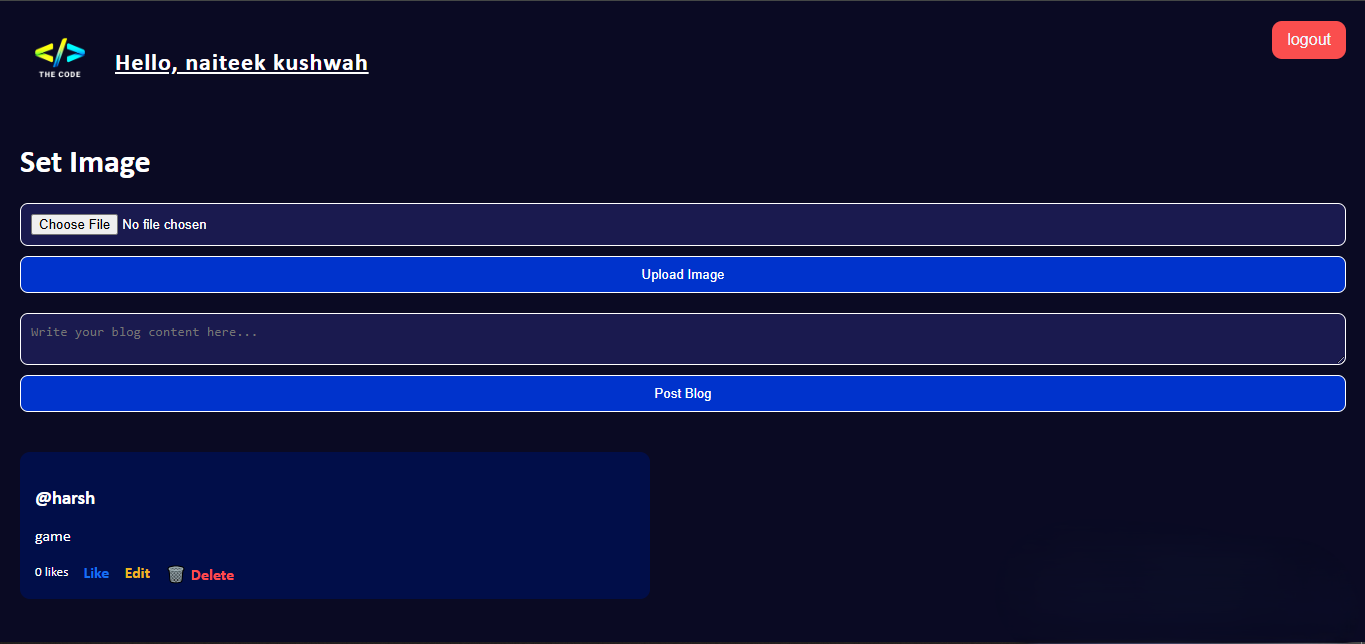 logout
</>
THE CODE
Hello, naiteek kushwah
Set Image
Choose File No file chosen
Upload Image
Write your blog content here...
Post Blog
@harsh
game
0 likes Like Edit Delete